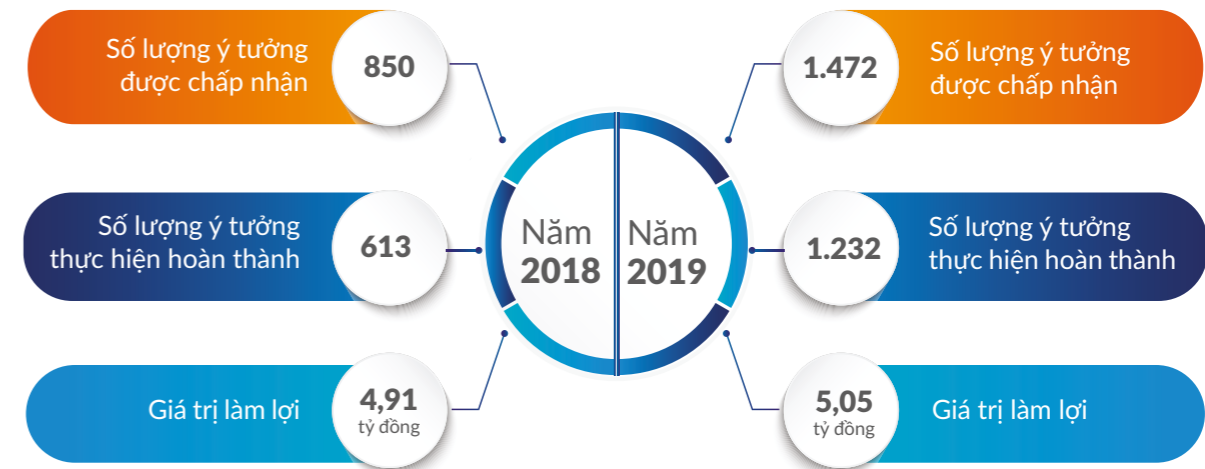 Số lượng ý tưởng
được chấp nhận
850
Số lượng ý tưởng
thực hiện hoàn thành
613
Giá trị làm lợi
4,91
tỷ đồng
Năm
2018
Năm
2019
1.472
Số lượng ý tưởng
được chấp nhận
1.232
Số lượng ý tưởng
thực hiện hoàn thành
5,05
tỷ đồng
Giá trị làm lợi